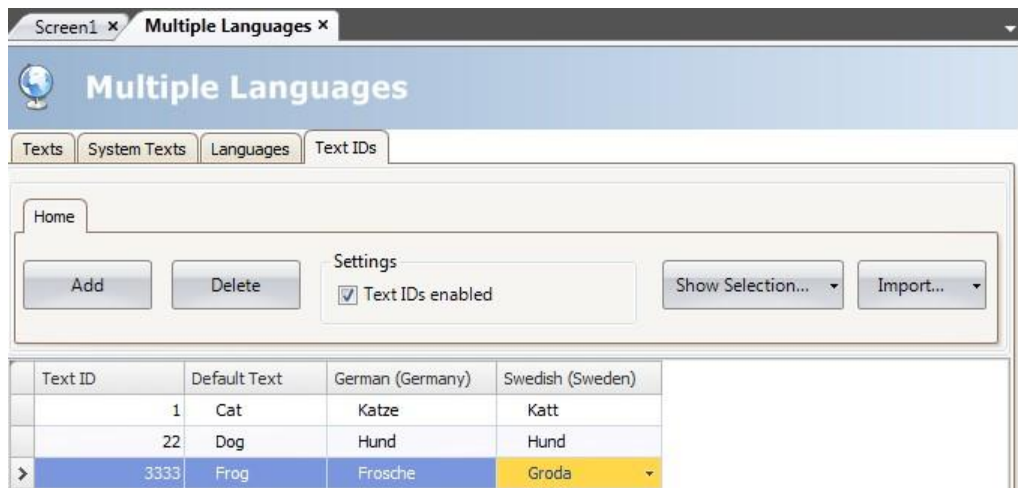 Screen1 × Multiple Languages ×
Multiple Languages
Texts System Texts Languages Text IDs
Home
Add Delete Settings Text IDs enabled Show Selection... Import...
Text ID Default Text German (Germany) Swedish (Sweden)
1 Cat Katze Katt
22 Dog Hund Hund
3333 Frog Frosche Groda